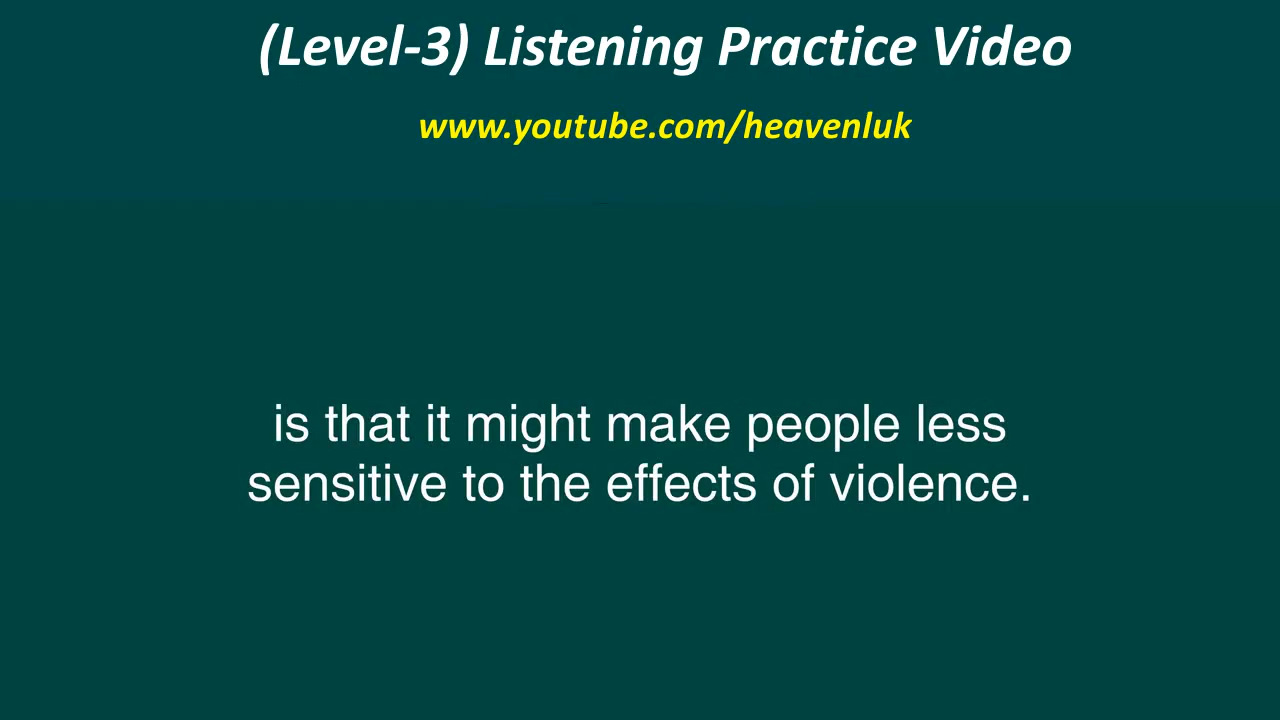 (Level-3) Listening Practice Video
www.youtube.com/heavenluk
is that it might make people less
sensitive to the effects of violence.